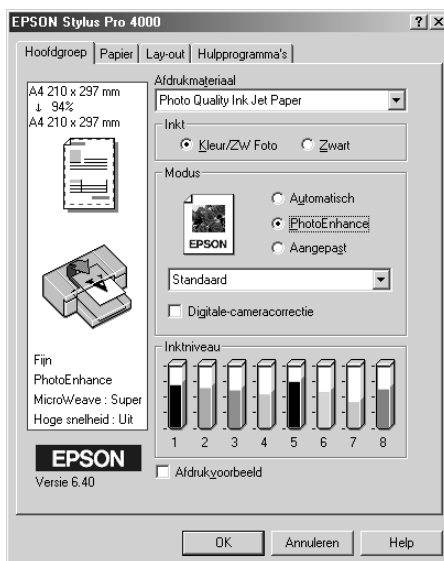 EPSON Stylus Pro 4000
Hoofdgroep Papier Lay-out Hulpprogramma's
A4 210 x 297 mm
↓ 94%
A4 210 x 297 mm
Fijn
PhotoEnhance
MicroWeave : Super
Hoge snelheid : Uit
EPSON
Versie 6.40
Afdrukmateriaal
Photo Quality Ink Jet Paper
Inkt
Kleur/ZW Foto Zwart
Modus
EPSON
Automatisch
PhotoEnhance
Aangepast
Standaard
Digitale-cameracorrectie
Inktniveau
1 2 3 4 5 6 7 8
Afdrukvoorbeeld
OK Annuleren Help